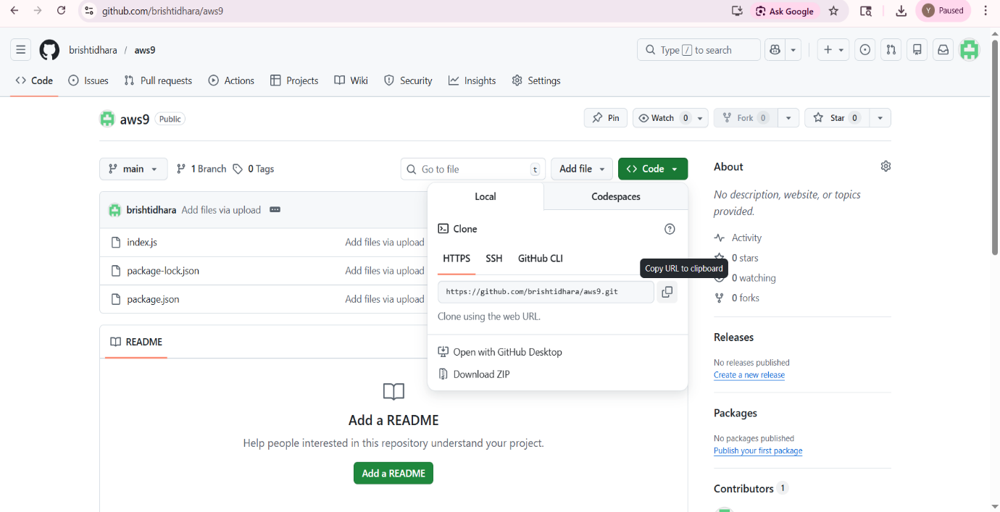 github.com/brishtidhara/aws9
Ask Google
Y
Paused
brishtidhara / aws9
Type / to search
Code
Issues
Pull requests
Actions
Projects
Wiki
Security
Insights
Settings
aws9 Public
Pin
Watch 0
Fork 0
Star 0
main
1 Branch
0 Tags
Go to file t
Add file
Code
Local
Codespaces
brishtidhara Add files via upload
index.js Add files via upload
package-lock.json Add files via upload
package.json Add files via upload
Clone
HTTPS SSH GitHub CLI
Copy URL to clipboard
https://github.com/brishtidhara/aws9.git
Clone using the web URL.
Open with GitHub Desktop
Download ZIP
README
Add a README
Help people interested in this repository understand your project.
Add a README
About
No description, website, or topics
provided.
Activity
0 stars
0 watching
0 forks
Releases
No releases published
Create a new release
Packages
No packages published
Publish your first package
Contributors 1